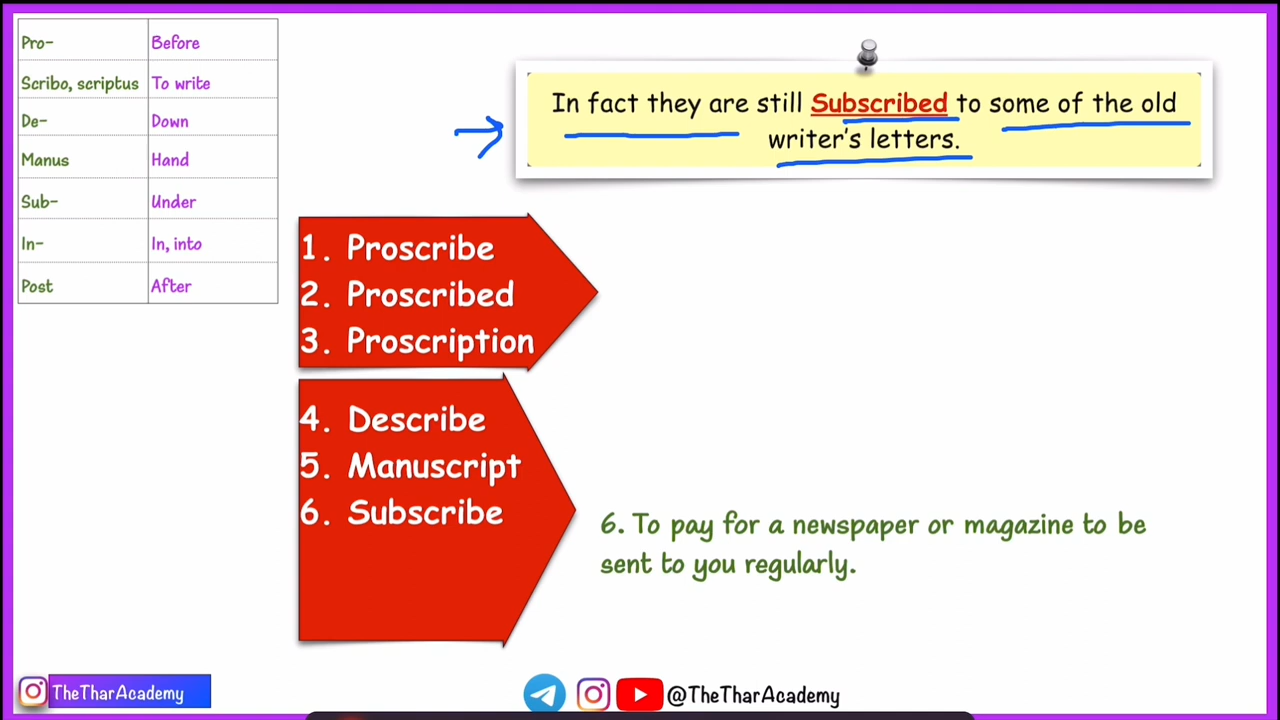 Pro- Before
Scribo, scriptus To write
De- Down
Manus Hand
Sub- Under
In- In, into
Post After
In fact they are still Subscribed to some of the old
writer's letters.
1. Proscribe
2. Proscribed
3. Proscription
4. Describe
5. Manuscript
6. Subscribe
6. To pay for a newspaper or magazine to be
sent to you regularly.
TheTharAcademy
@TheTharAcademy